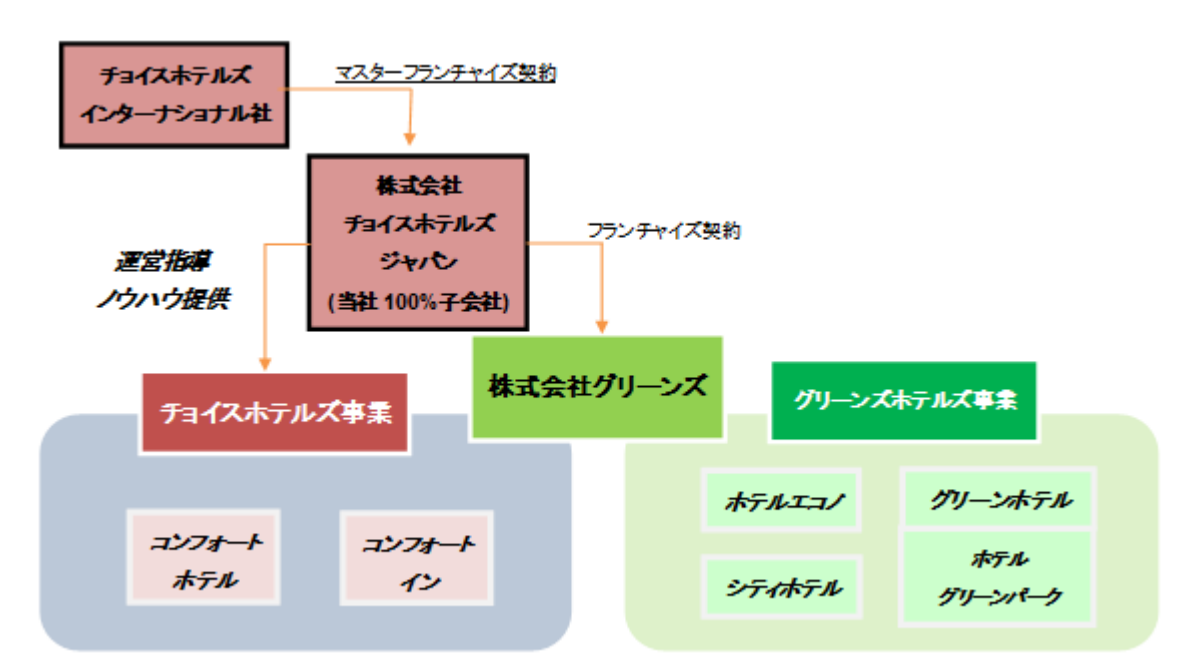 チョイスホテルズ
インターナショナル社
マスターフランチャイズ契約
株式会社
チョイスホテルズ
ジャパン
(当社 100%子会社)
フランチャイズ契約
運営指導
ノウハウ提供
チョイスホテルズ事業
株式会社グリーンズ
グリーンズホテルズ事業
コンフォート
ホテル
コンフォート
イン
ホテルエコノ
グリーンホテル
シティホテル
ホテル
グリーンパーク